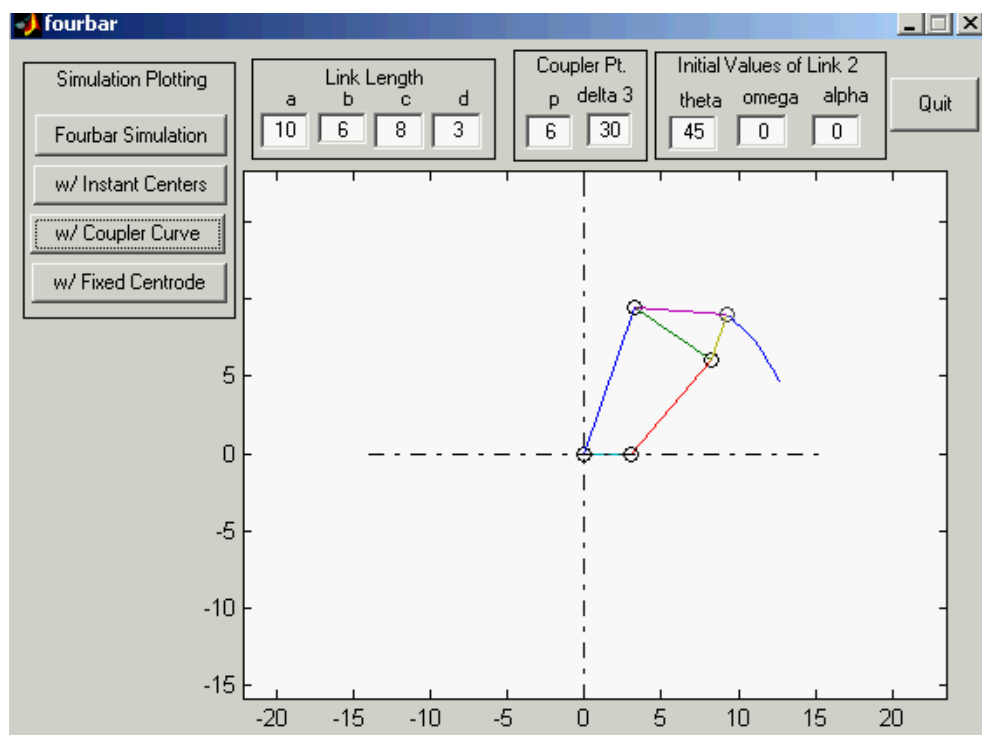 fourbar
Simulation Plotting
Fourbar Simulation
w/ Instant Centers
w/ Coupler Curve
w/ Fixed Centrode
Link Length
a b c d
10 6 8 3
Coupler Pt.
p delta 3
6 30
Initial Values of Link 2
theta omega alpha
45 0 0
Quit
5
0
-5
-10
-15
-20 -15 -10 -5 0 5 10 15 20